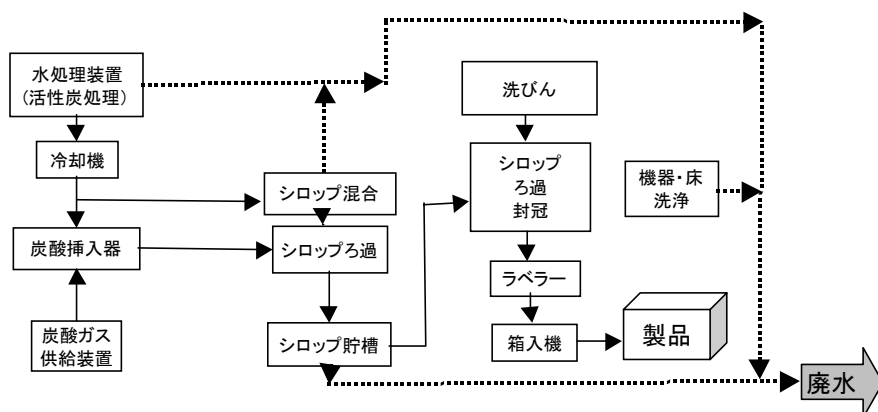 水処理装置
(活性炭処理)
冷却機
炭酸挿入器
炭酸ガス
供給装置
シロップ混合
シロップろ過
シロップ貯槽
洗びん
シロップ
ろ過
封冠
ラベラー
箱入機
製品
機器・床
洗浄
廃水